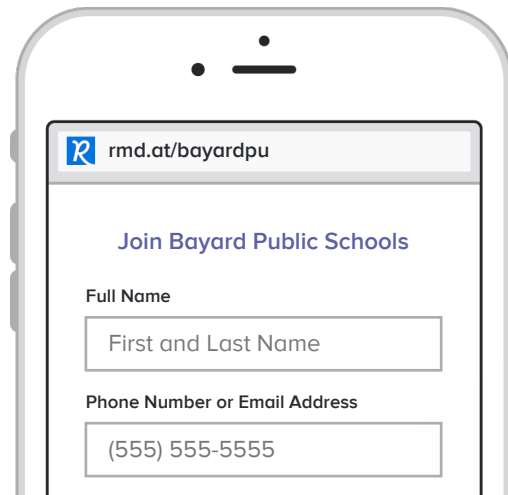 R rmd.at/bayardpu
Join Bayard Public Schools
Full Name
First and Last Name
Phone Number or Email Address
(555) 555-5555